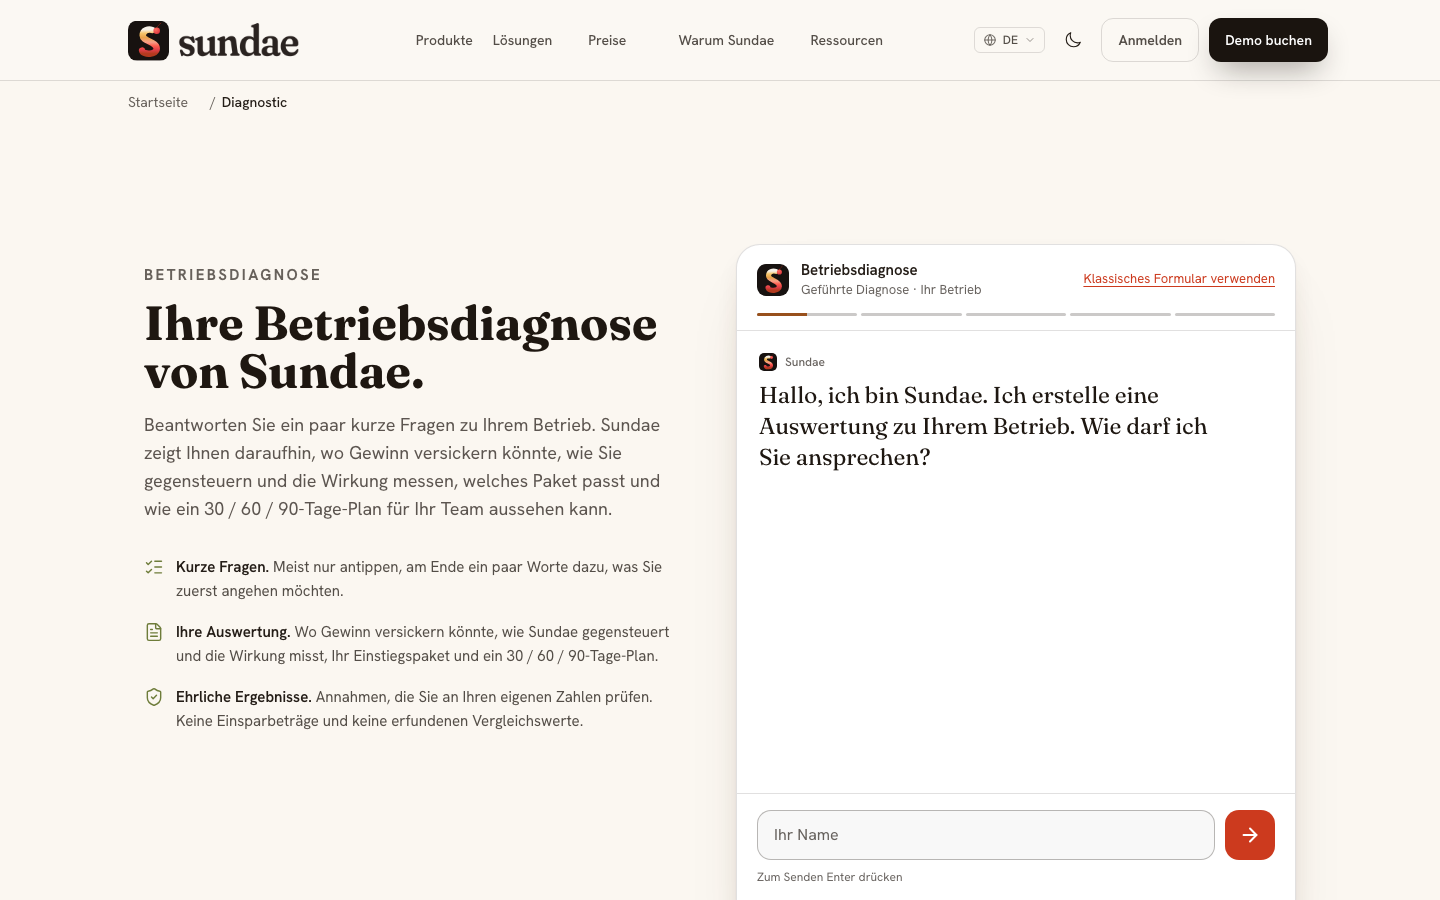 sundae
Produkte
Lösungen
Preise
Warum Sundae
Ressourcen
DE
Anmelden
Demo buchen
Startseite / Diagnostic
BETRIEBSDIAGNOSE
Ihre Betriebsdiagnose
von Sundae.
Beantworten Sie ein paar kurze Fragen zu Ihrem Betrieb. Sundae
zeigt Ihnen daraufhin, wo Gewinn versickern könnte, wie Sie
gegensteuern und die Wirkung messen, welches Paket passt und
wie ein 30 / 60 / 90-Tage-Plan für Ihr Team aussehen kann.
Kurze Fragen. Meist nur antippen, am Ende ein paar Worte dazu, was Sie
zuerst angehen möchten.
Ihre Auswertung. Wo Gewinn versickern könnte, wie Sundae gegensteuert
und die Wirkung misst, Ihr Einstiegspaket und ein 30 / 60 / 90-Tage-Plan.
Ehrliche Ergebnisse. Annahmen, die Sie an Ihren eigenen Zahlen prüfen.
Keine Einsparbeträge und keine erfundenen Vergleichswerte.
Betriebsdiagnose
Geführte Diagnose · Ihr Betrieb
Klassisches Formular verwenden
Sundae
Hallo, ich bin Sundae. Ich erstelle eine
Auswertung zu Ihrem Betrieb. Wie darf ich
Sie ansprechen?
Ihr Name
Zum Senden Enter drücken